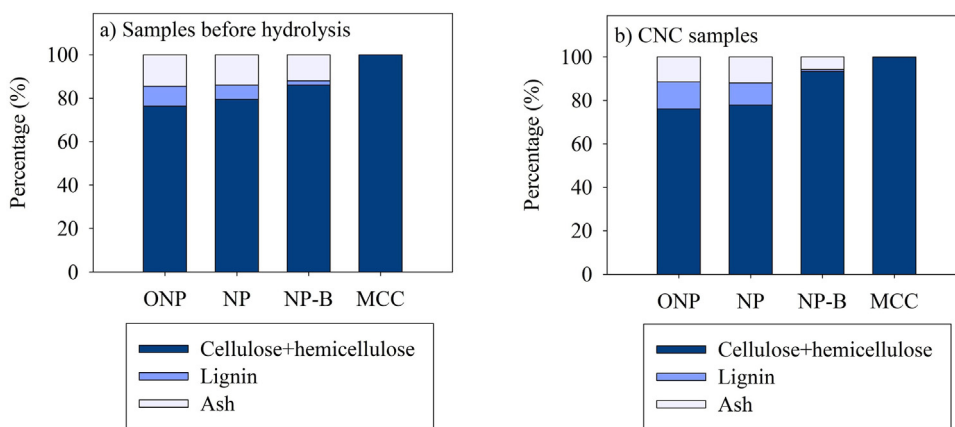 a) Samples before hydrolysis
Percentage (%)
100
80
60
40
20
0
ONP NP NP-B MCC
Cellulose+hemicellulose
Lignin
Ash
b) CNC samples
Percentage (%)
100
80
60
40
20
0
ONP NP NP-B MCC
Cellulose+hemicellulose
Lignin
Ash